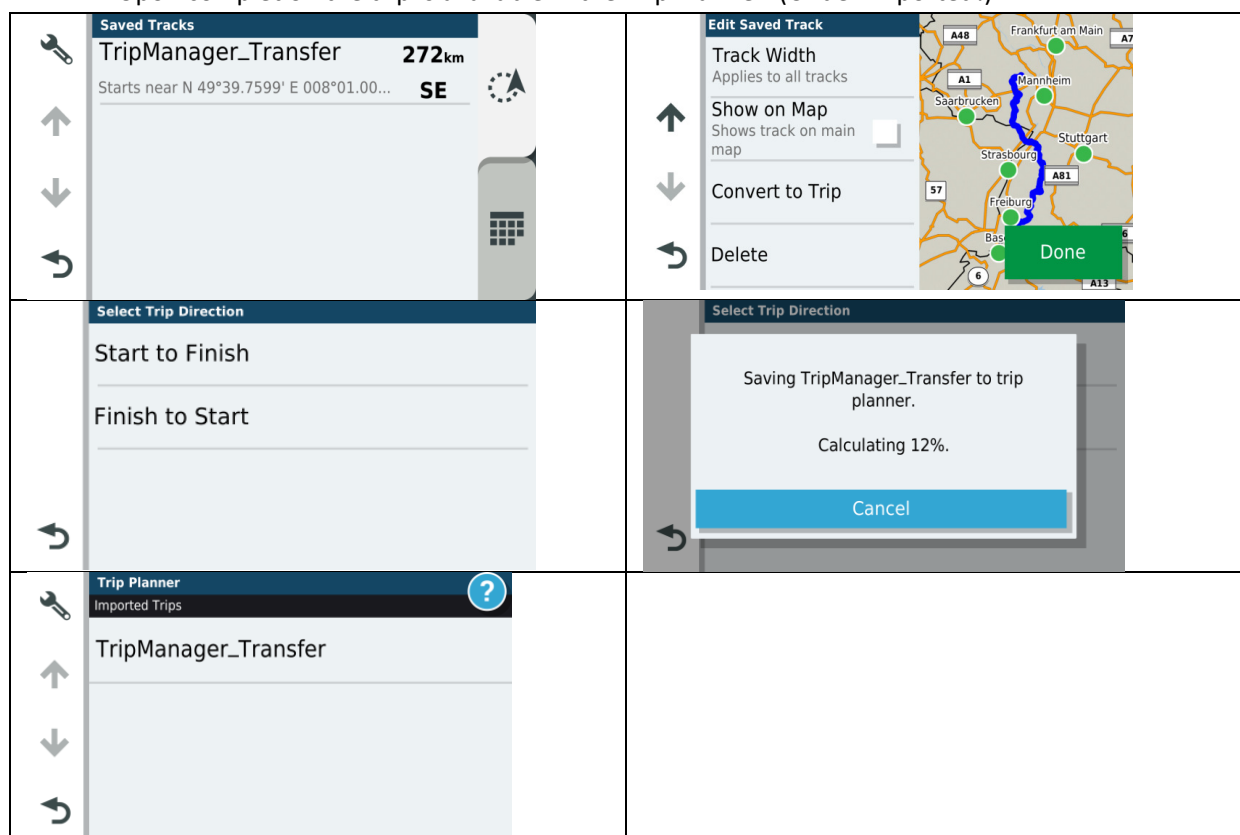 Saved Tracks
TripManager_Transfer 272km
Starts near N 49°39.7599' E 008°01.00... SE
Edit Saved Track
Track Width
Applies to all tracks
Show on Map
Shows track on main
map
Convert to Trip
Delete
A48
Frankfurt am Main
A7
A1
Mannheim
Saarbrucken
Stuttgart
Strasbourg
A81
57
Freiburg
Bas
6
Done
6
A13
Select Trip Direction
Start to Finish
Finish to Start
Select Trip Direction
Saving TripManager_Transfer to trip
planner.
Calculating 12%.
Cancel
Trip Planner
?
Imported Trips
TripManager_Transfer